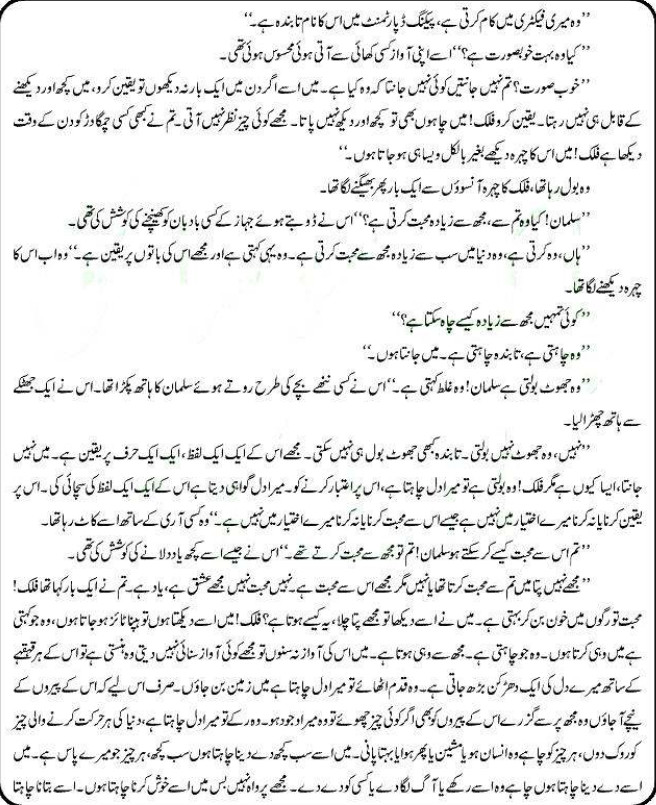 ’’وہ میری فیکٹری میں کام کرتی ہے، پیکنگ ڈپارٹمنٹ میں اس کا نام تابندہ ہے۔‘‘
’’کیا وہ بہت خوبصورت ہے؟‘‘ اسے اپنی آواز کسی کھائی سے آتی ہوئی محسوس ہوئی تھی۔
’’خوب صورت؟ تم نہیں جانتیں کوئی نہیں جانتا کہ وہ کیا ہے۔ میں اسے اگر دن میں ایک بار نہ دیکھوں تو یقین کرو، میں کچھ اور دیکھنے
کے قابل ہی نہیں رہتا۔ یقین کرو فلک! میں چاہوں بھی تو کچھ اور دیکھ نہیں پاتا۔ مجھے کوئی چیز نظر نہیں آتی۔ تم نے کبھی کسی چمگادڑ کو دن کے وقت
دیکھا ہے فلک! میں اس کا چہرہ دیکھے بغیر بالکل ویسا ہی ہو جاتا ہوں۔‘‘
وہ بول رہا تھا، فلک کا چہرہ آنسوؤں سے ایک بار پھر بھیگنے لگا تھا۔
’’سلمان! کیا وہ تم سے، مجھ سے زیادہ محبت کرتی ہے؟‘‘ اس نے ڈوبتے ہوئے جہاز کے کسی بادبان کو کھینچنے کی کوشش کی تھی۔
’’ہاں، وہ کرتی ہے، وہ دنیا میں سب سے زیادہ مجھ سے محبت کرتی ہے۔ وہ یہی کہتی ہے اور مجھے اس کی باتوں پر یقین ہے۔‘‘ وہ اب اس کا
چہرہ دیکھنے لگا تھا۔
’’کوئی تمہیں مجھ سے زیادہ کیسے چاہ سکتا ہے؟‘‘
’’وہ چاہتی ہے، تابندہ چاہتی ہے۔ میں جانتا ہوں۔‘‘
’’وہ جھوٹ بولتی ہے سلمان! وہ غلط کہتی ہے۔‘‘ اس نے کسی ننھے بچے کی طرح روتے ہوئے سلمان کا ہاتھ پکڑا تھا۔ اس نے ایک جھٹکے
سے ہاتھ چھڑا لیا۔
’’نہیں، وہ جھوٹ نہیں بولتی۔ تابندہ کبھی جھوٹ بول ہی نہیں سکتی۔ مجھے اس کے ایک ایک لفظ، ایک ایک حرف پر یقین ہے۔ میں نہیں
جانتا، ایسا کیوں ہے مگر فلک! وہ بولتی ہے تو میرا دل چاہتا ہے، اس پر اعتبار کرنے کو۔ میرا دل گواہی دیتا ہے اس کے ایک ایک لفظ کی سچائی کی۔ اس پر
یقین کرنا یا نہ کرنا میرے اختیار میں نہیں ہے جیسے اس سے محبت کرنا یا نہ کرنا میرے اختیار میں نہیں ہے۔‘‘ وہ کسی آری کے ساتھ اسے کاٹ رہا تھا۔
’’تم اس سے محبت کیسے کر سکتے ہو سلمان! تم تو مجھ سے محبت کرتے تھے۔‘‘ اس نے جیسے اسے کچھ یاد دلانے کی کوشش کی تھی۔
’’مجھے نہیں پتا میں تم سے محبت کرتا تھا یا نہیں مگر مجھے اس سے محبت ہے۔ نہیں محبت نہیں مجھے عشق ہے، یاد ہے۔ تم نے ایک بار کہا تھا فلک!
محبت تو رگوں میں خون بن کر بہتی ہے۔ میں نے اسے دیکھا تو مجھے پتا چلا، یہ کیسے ہوتا ہے؟ فلک! میں اسے دیکھتا ہوں تو ہپناٹائز ہو جاتا ہوں، وہ جو کہتی
ہے میں وہی کرتا ہوں۔ وہ جو چاہتی ہے۔ مجھ سے وہی ہوتا ہے۔ میں اس کی آواز نہ سنوں تو مجھے کوئی آواز سنائی نہیں دیتی وہ ہنستی ہے تو اس کے ہر قہقہے
کے ساتھ میرے دل کی ایک دھڑکن بڑھ جاتی ہے۔ وہ قدم اٹھائے تو میرا دل چاہتا ہے میں زمین بن جاؤں۔ صرف اس لیے کہ اس کے پیروں کے
نیچے آ جاؤں وہ مجھ پر سے گزرے اس کے پیروں کو بھی اگر کوئی چیز چھوئے تو وہ میرا وجود ہو۔ وہ رکے تو میرا دل چاہتا ہے، دنیا کی ہر حرکت کرنے والی چیز
کو روک دوں، ہر چیز کو چاہے وہ انسان ہو یا مشین یا پھر ہوا یا بہتا پانی۔ میں اسے سب کچھ دے دینا چاہتا ہوں سب کچھ، ہر چیز جو میرے پاس ہے۔ میں
اسے دے دینا چاہتا ہوں چاہے وہ اسے رکھے یا آگ لگا دے یا کسی کو دے دے۔ مجھے پرواہ نہیں بس میں اسے خوش کرنا چاہتا ہوں۔ اسے بتانا چاہتا